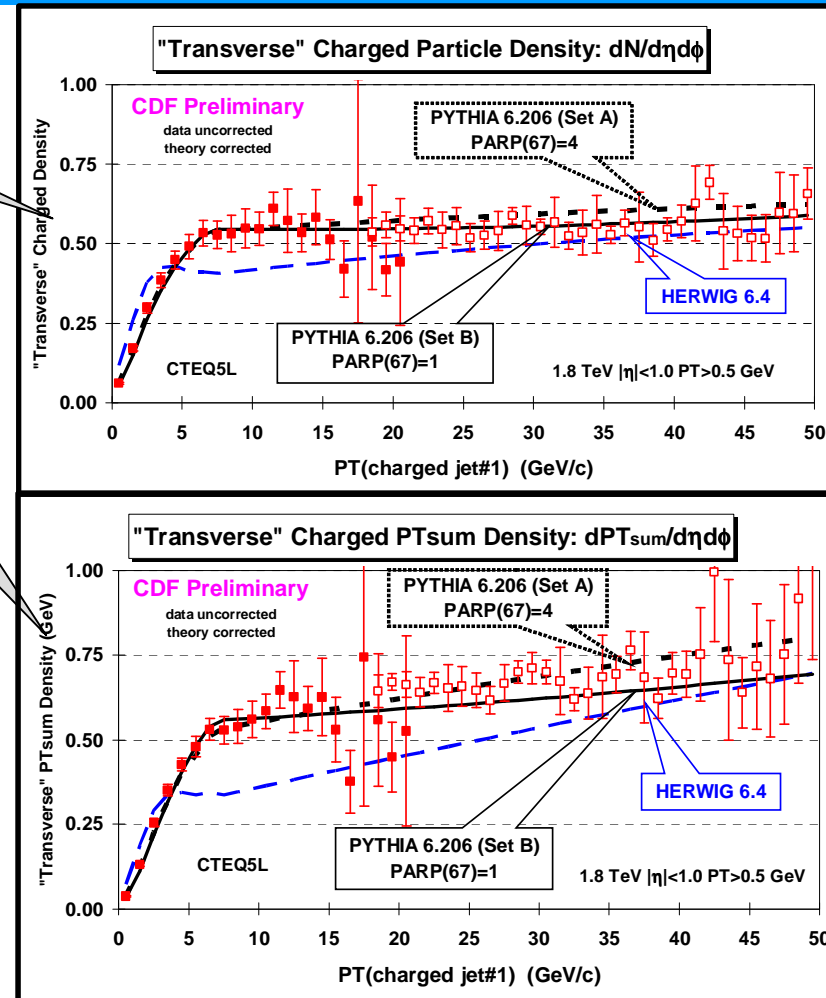 "Transverse" Charged Particle Density: dN/dηdϕ
1.00
0.75
0.50
0.25
0.00
"Transverse" Charged Density
CDF Preliminary
data uncorrected
theory corrected
PYTHIA 6.206 (Set A)
PARP(67)=4
HERWIG 6.4
PYTHIA 6.206 (Set B)
PARP(67)=1
CTEQ5L
1.8 TeV |η|<1.0 PT>0.5 GeV
0 5 10 15 20 25 30 35 40 45 50
PT(charged jet#1) (GeV/c)
"Transverse" Charged PTsum Density: dPTsum/dηdϕ
1.00
0.75
0.50
0.25
0.00
"Transverse" PTsum Density (GeV)
CDF Preliminary
data uncorrected
theory corrected
PYTHIA 6.206 (Set A)
PARP(67)=4
HERWIG 6.4
PYTHIA 6.206 (Set B)
PARP(67)=1
CTEQ5L
1.8 TeV |η|<1.0 PT>0.5 GeV
0 5 10 15 20 25 30 35 40 45 50
PT(charged jet#1) (GeV/c)